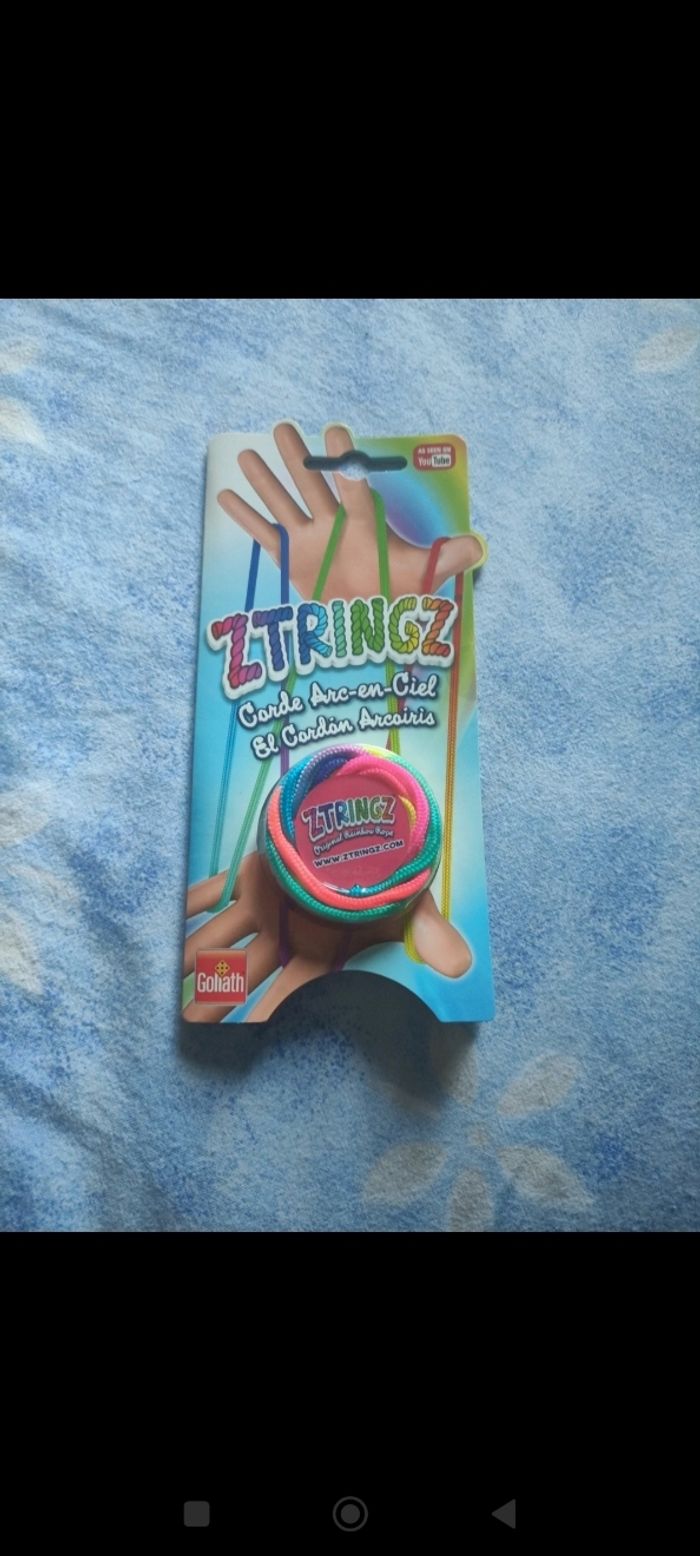 AS SEEN ON
YouTube
ZTRINGZ
Corde Arc-en-Ciel
El Cordón Arcoiris
ZTRINGZ
Original Rainbow Rope
WWW.ZTRINGZ.COM
Goliath